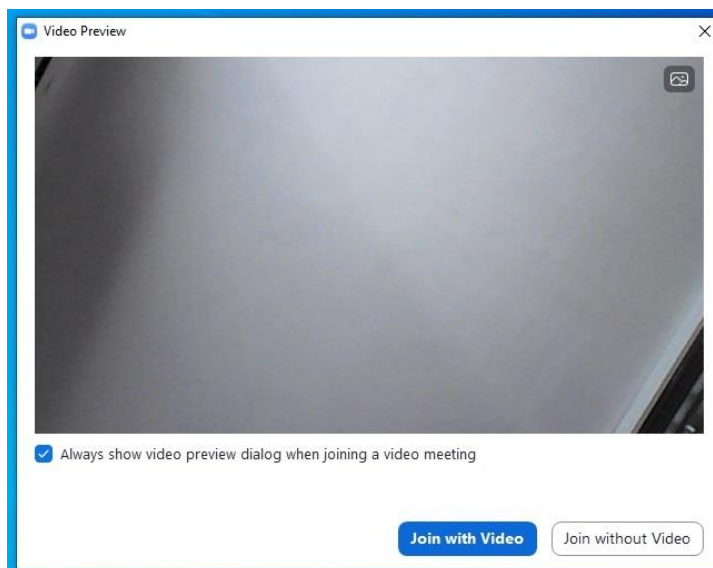 Video Preview
Always show video preview dialog when joining a video meeting
Join with Video
Join without Video